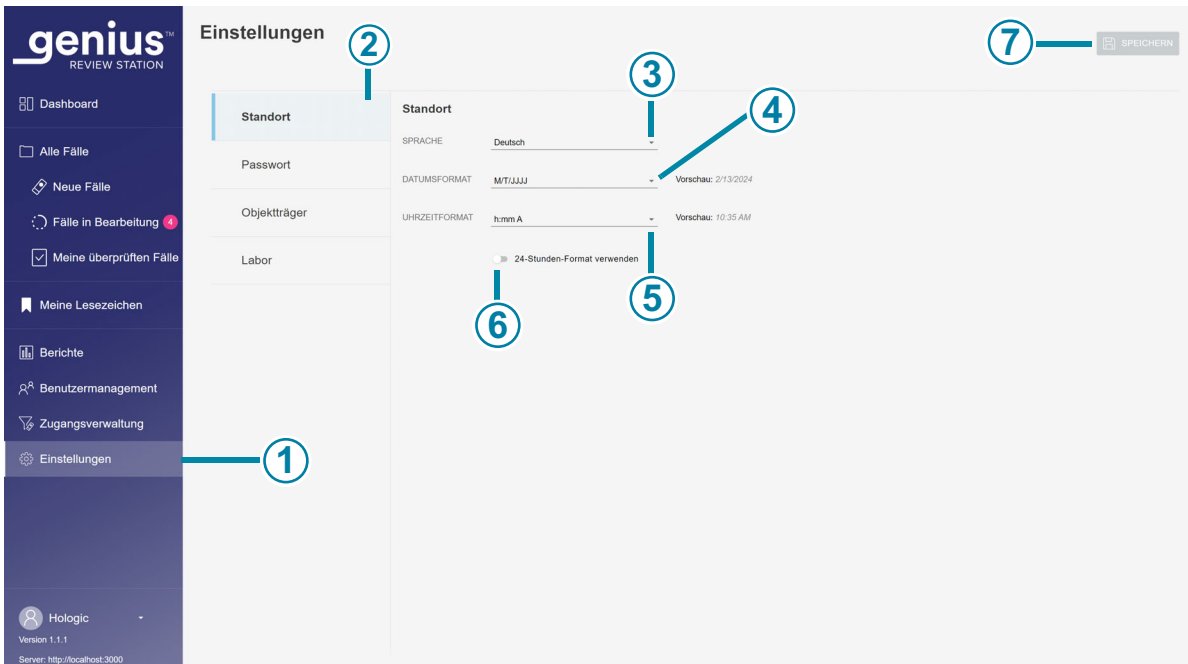 genius™
REVIEW STATION
Dashboard
Alle Fälle
Neue Fälle
Fälle in Bearbeitung 4
Meine überprüften Fälle
Meine Lesezeichen
Berichte
Benutzermanagement
Zugangsverwaltung
Einstellungen
Hologic
Version 1.1.1
Server: http://localhost:3000
Einstellungen
SPEICHERN
Standort
Passwort
Objektträger
Labor
Standort
SPRACHE Deutsch
DATUMSFORMAT M/T/JJJJ Vorschau: 2/13/2024
UHRZEITFORMAT h:mm A Vorschau: 10:35 AM
24-Stunden-Format verwenden
1
2
3
4
5
6
7